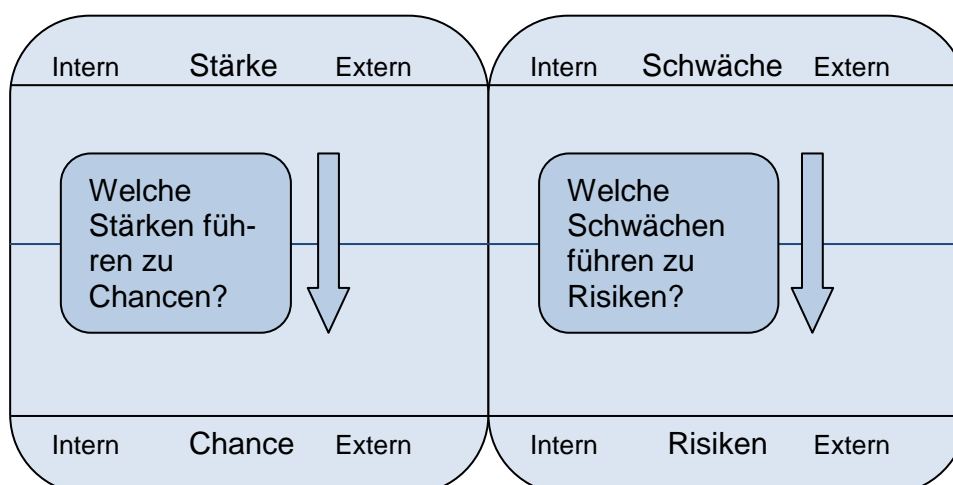 Intern Stärke Extern
Intern Schwäche Extern
Welche
Stärken füh-
ren zu
Chancen?
Welche
Schwächen
führen zu
Risiken?
Intern Chance Extern
Intern Risiken Extern